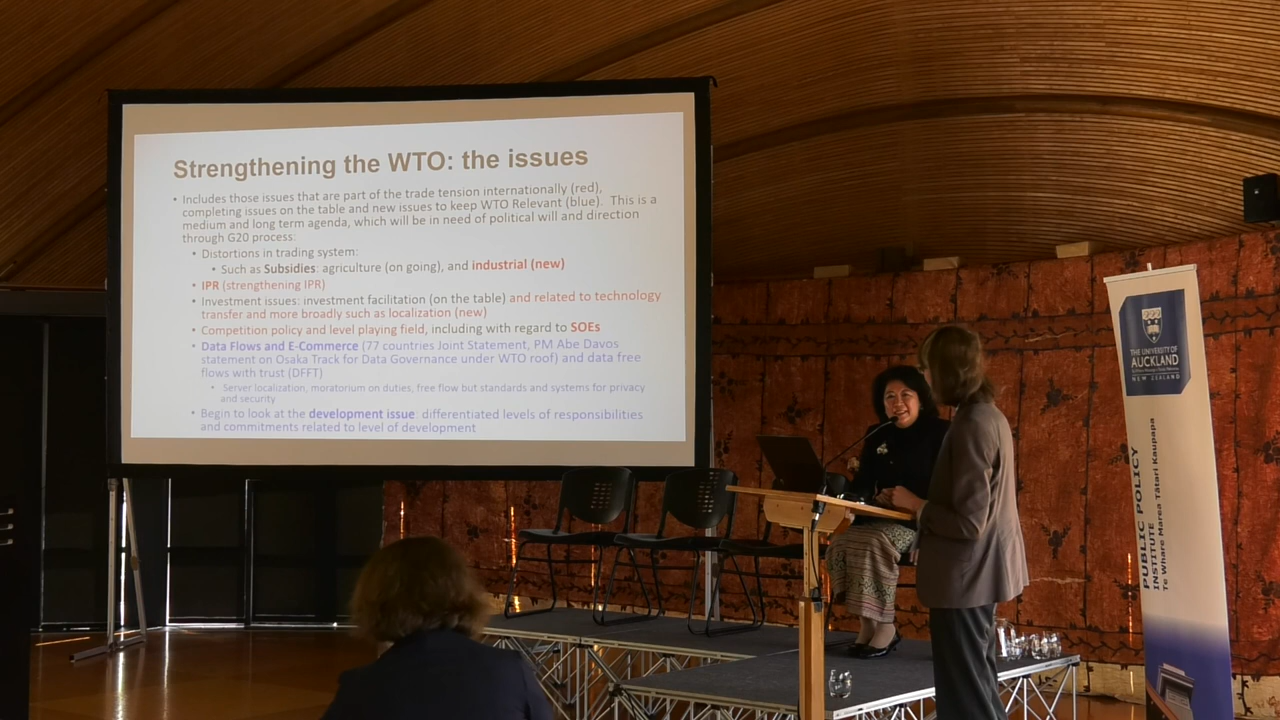 Strengthening the WTO: the issues
• Includes those issues that are part of the trade tension internationally (red),
completing issues on the table and new issues to keep WTO Relevant (blue). This is a
medium and long term agenda, which will be in need of political will and direction
through G20 process:
• Distortions in trading system:
• Such as Subsidies: agriculture (on going), and industrial (new)
• IPR (strengthening IPR)
• Investment issues: investment facilitation (on the table) and related to technology
transfer and more broadly such as localization (new)
• Competition policy and level playing field, including with regard to SOEs
• Data Flows and E-Commerce (77 countries Joint Statement, PM Abe Davos
statement on Osaka Track for Data Governance under WTO roof) and data free
flows with trust (DFFT)
• Server localization, moratorium on duties, free flow but standards and systems for privacy
and security
• Begin to look at the development issue: differentiated levels of responsibilities
and commitments related to level of development
THE UNIVERSITY OF
AUCKLAND
NEW ZEALAND
PUBLIC POLICY
INSTITUTE
Te Whare Marea Tātari Kaupapa